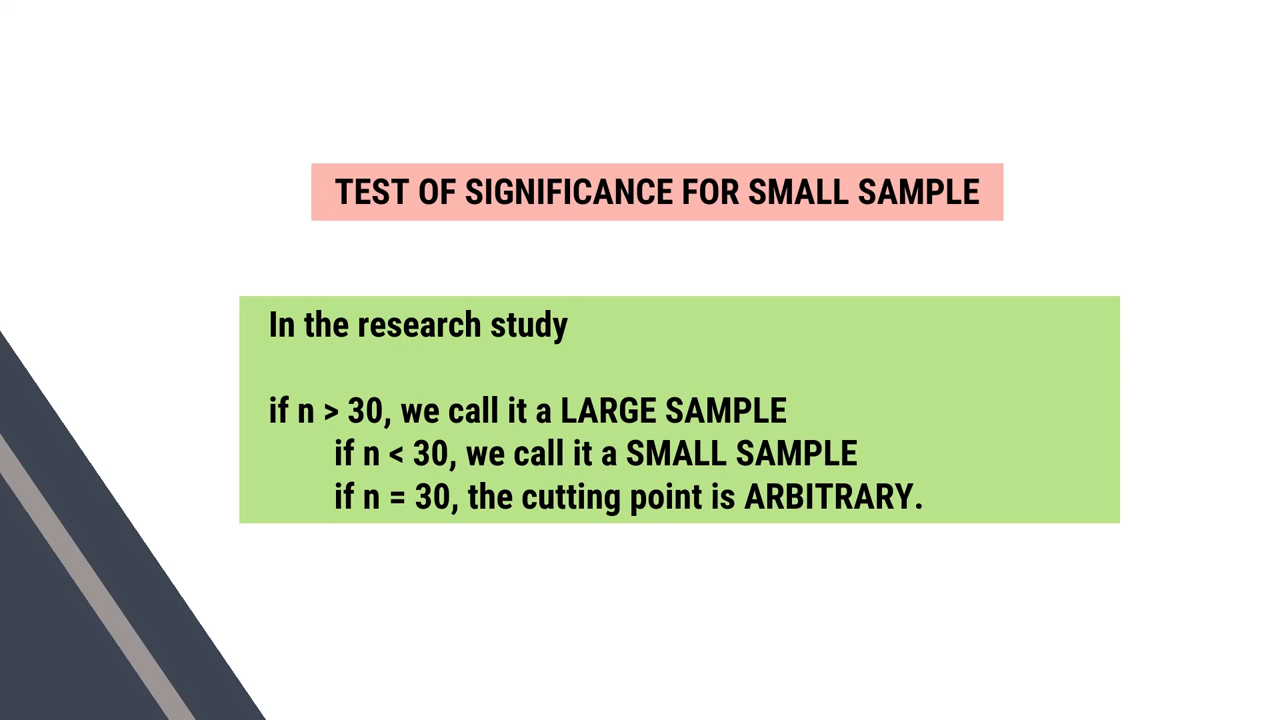 TEST OF SIGNIFICANCE FOR SMALL SAMPLE
In the research study
if n > 30, we call it a LARGE SAMPLE
if n < 30, we call it a SMALL SAMPLE
if n = 30, the cutting point is ARBITRARY.